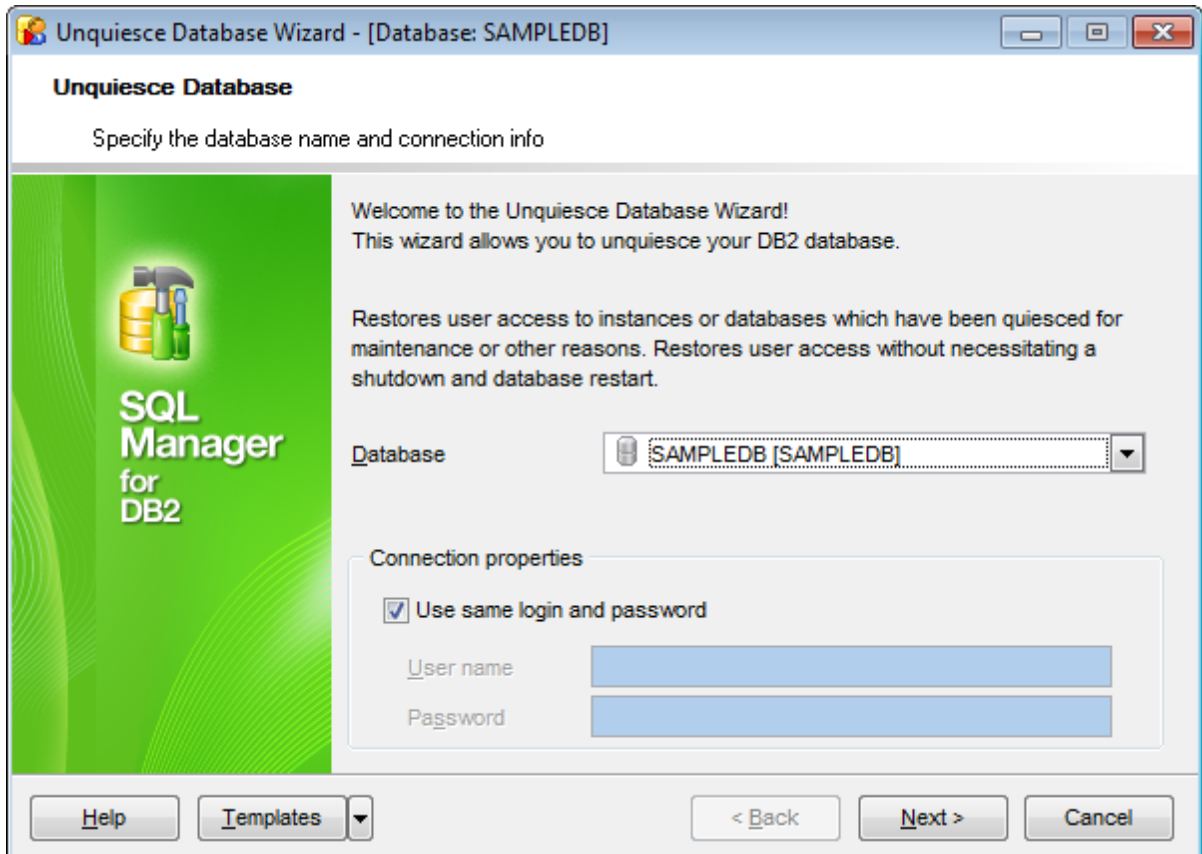 Unquiesce Database Wizard - [Database: SAMPLEDB]
Unquiesce Database
Specify the database name and connection info
SQL
Manager
for
DB2
Welcome to the Unquiesce Database Wizard!
This wizard allows you to unquiesce your DB2 database.
Restores user access to instances or databases which have been quiesced for
maintenance or other reasons. Restores user access without necessitating a
shutdown and database restart.
Database
SAMPLEDB [SAMPLEDB]
Connection properties
Use same login and password
User name
Password
Help
Templates
< Back
Next >
Cancel